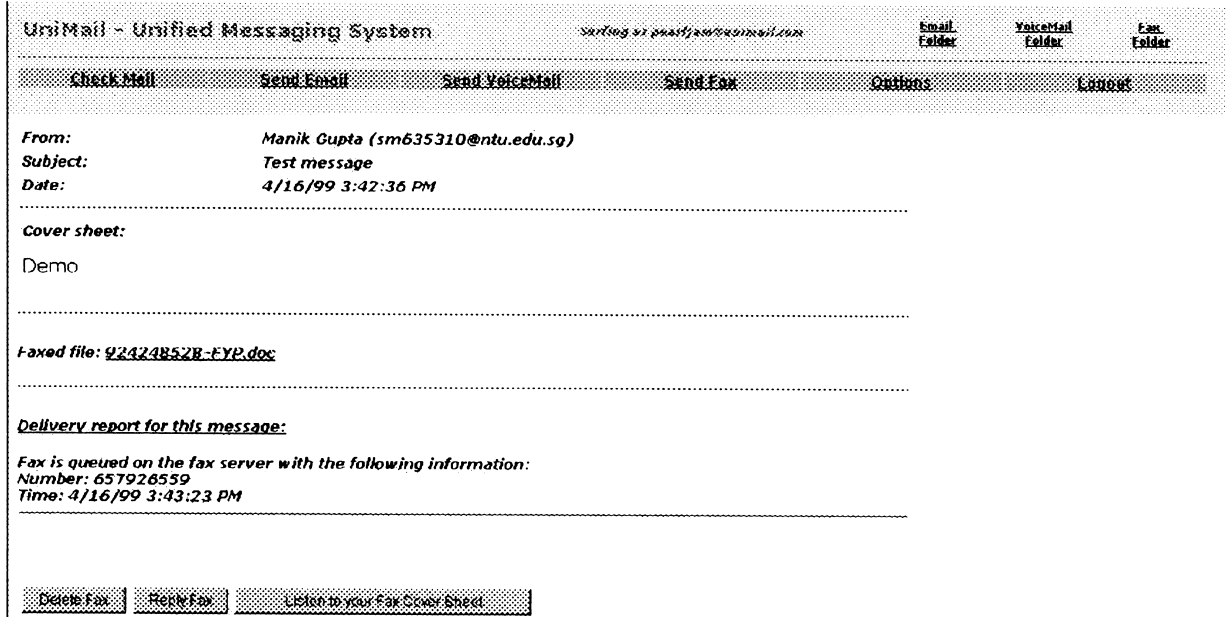 UniMail - Unified Messaging System
Email Folder
VoiceMail Folder
Fax Folder
Check Mail Send Email Send VoiceMail Send Fax Options Logout
From: Manik Gupta (sm635310@ntu.edu.sg)
Subject: Test message
Date: 4/16/99 3:42:36 PM
Cover sheet:
Demo
Faxed file: 92424852B-FYP.doc
Delivery report for this message:
Fax is queued on the fax server with the following information:
Number: 657926559
Time: 4/16/99 3:43:23 PM
Delete Fax Reply Fax Listen to your Fax Cover Sheet